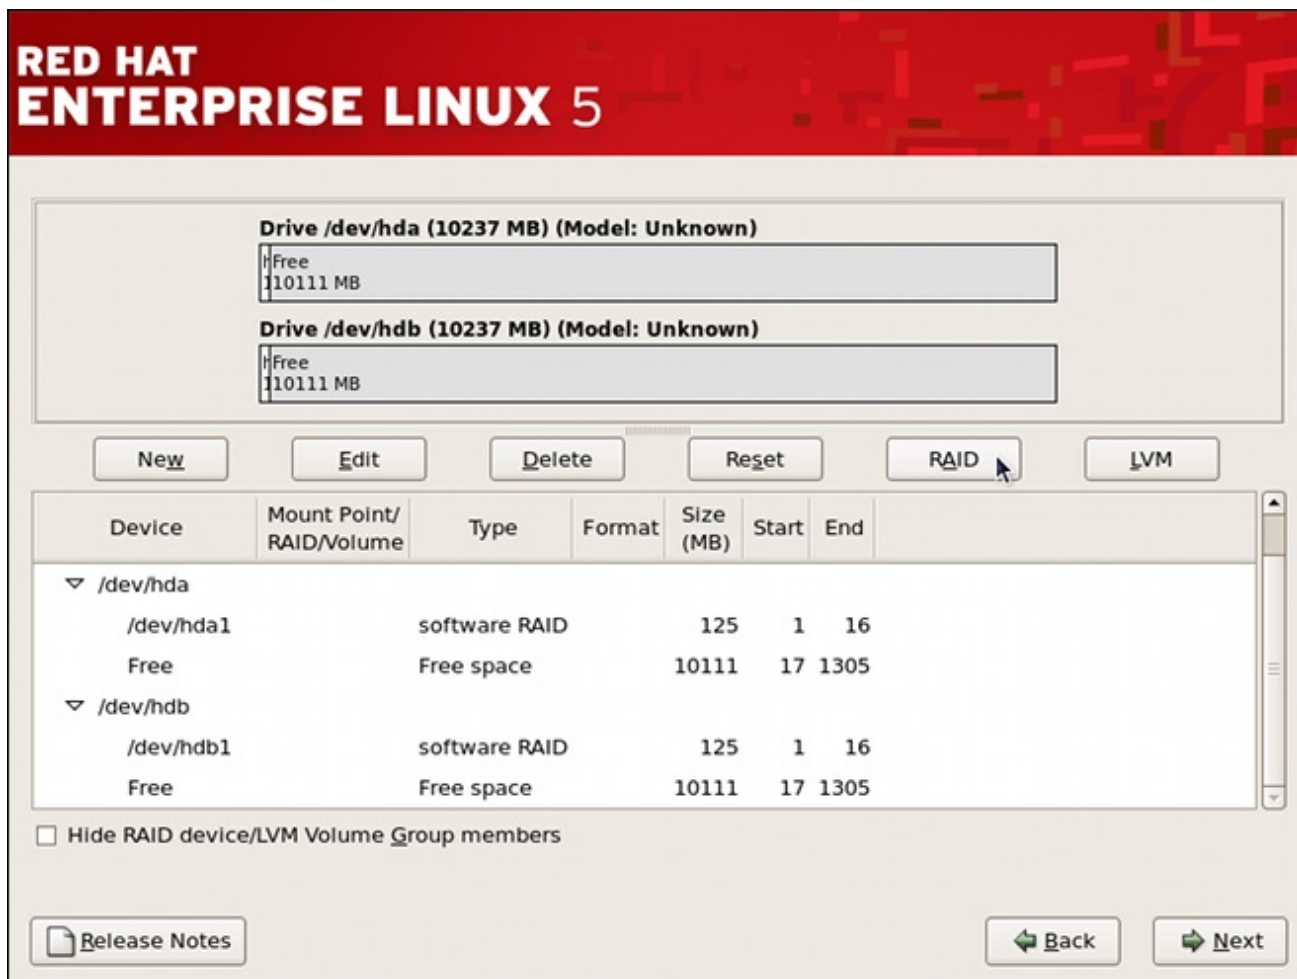 RED HAT
ENTERPRISE LINUX 5
Drive /dev/hda (10237 MB) (Model: Unknown)
Free
10111 MB
Drive /dev/hdb (10237 MB) (Model: Unknown)
Free
10111 MB
New Edit Delete Reset RAID LVM
Device Mount Point/ RAID/Volume Type Format Size (MB) Start End
/dev/hda
/dev/hda1 software RAID 125 1 16
Free Free space 10111 17 1305
/dev/hdb
/dev/hdb1 software RAID 125 1 16
Free Free space 10111 17 1305
Hide RAID device/LVM Volume Group members
Release Notes Back Next